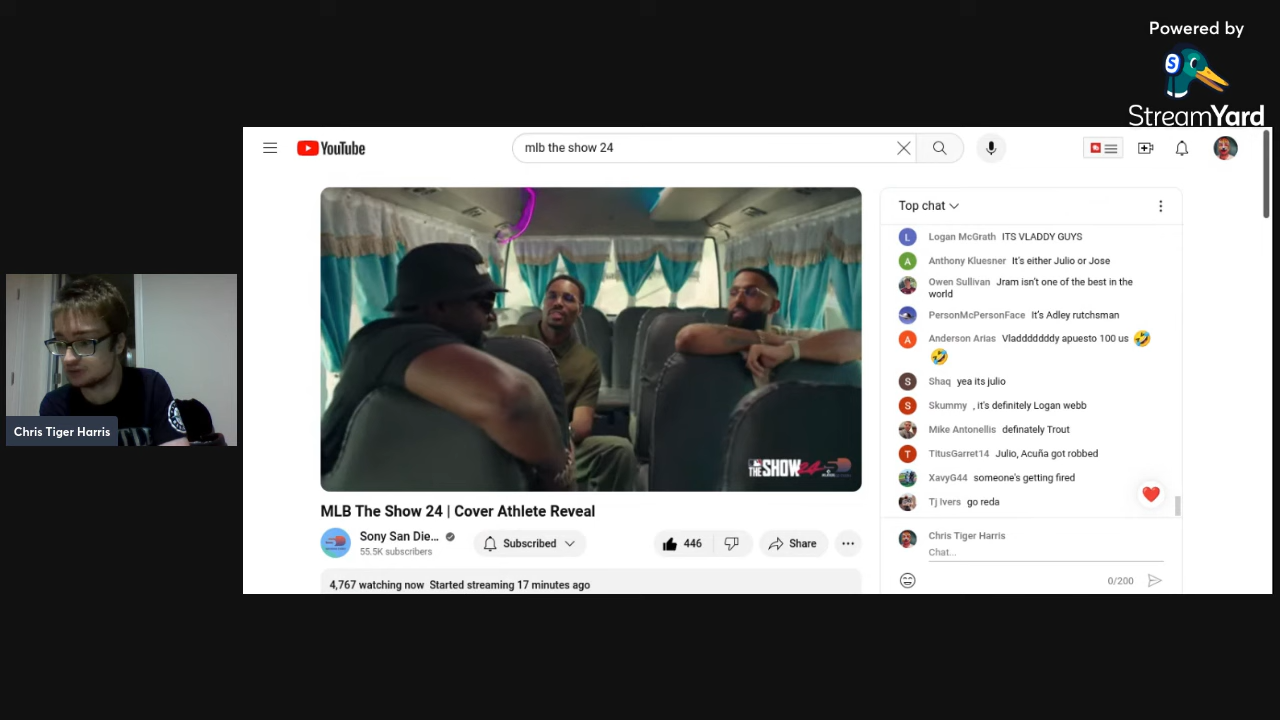 Powered by
StreamYard
YouTube
mlb the show 24
Top chat
Logan McGrath ITS VLADDY GUYS
Anthony Kluesner It's either Julio or Jose
Owen Sullivan Jram isn't one of the best in the
world
PersonMcPersonFace It's Adley rutchsman
Anderson Arias Vladdddddddy apuesto 100 us 🤣
🤣
Shaq yea its julio
Skummy , it's definitely Logan webb
Mike Antonellis definately Trout
TitusGarret14 Julio, Acuña got robbed
XavyG44 someone's getting fired
Tj Ivers go reda
Chris Tiger Harris
Chat...
0/200
THE SHOW 24
MLB The Show 24 | Cover Athlete Reveal
Sony San Die...
55.5K subscribers
Subscribed
446
Share
4,767 watching now Started streaming 17 minutes ago
Chris Tiger Harris